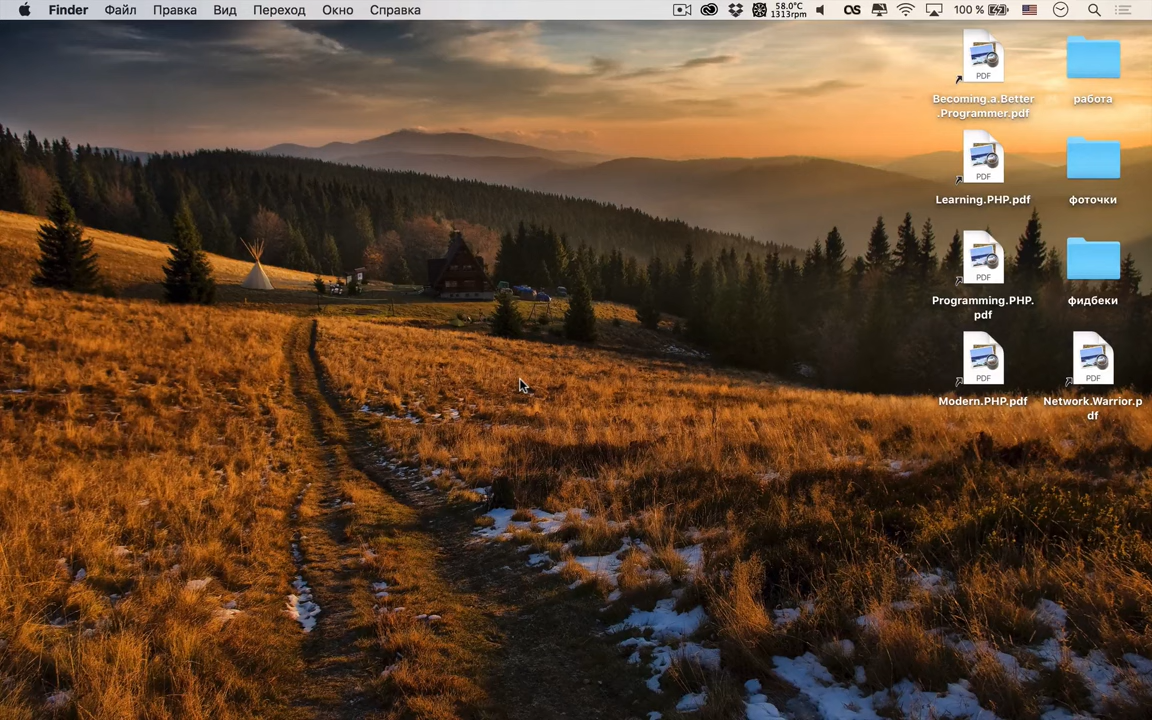 Finder Файл Правка Вид Переход Окно Справка 58.0°C 100 %
1313rpm
Becoming.a.Better
.Programmer.pdf
работа
Learning.PHP.pdf
фоточки
Programming.PHP.
pdf
фидбеки
Modern.PHP.pdf
Network.Warrior.p
df
PDF
PDF
PDF
PDF
PDF